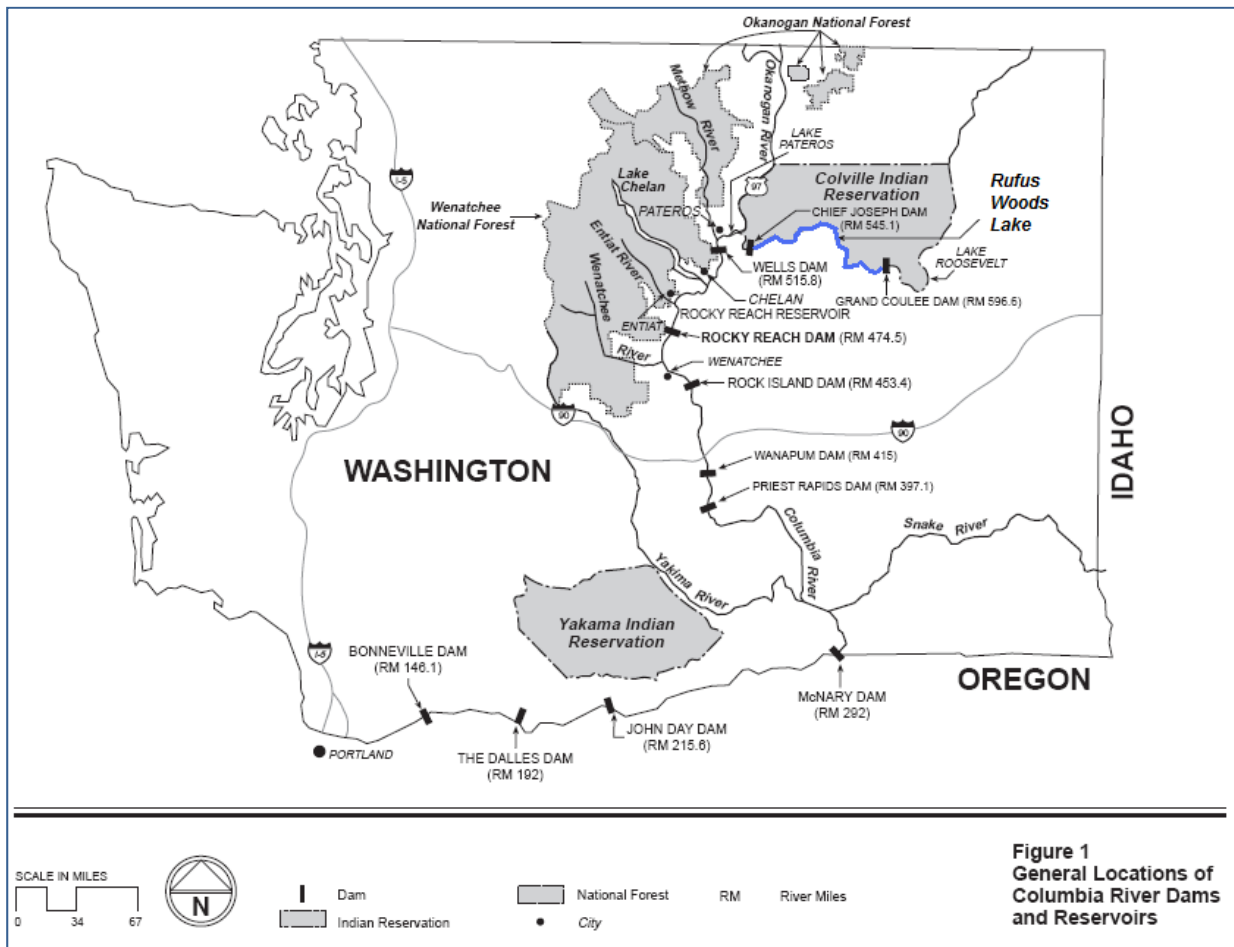 Okanogan National Forest
Methow
River
Okanogan River
LAKE
PATEROS
I-5
97
Lake
Chelan
Colville Indian
Reservation
Rufus
Woods
Lake
Wenatchee
National Forest
PATEROS
CHIEF JOSEPH DAM
(RM 545.1)
Entiat River
Wenatchee
River
LAKE
ROOSEVELT
WELLS DAM
(RM 515.8)
GRAND COULEE DAM (RM 596.6)
CHELAN
ROCKY REACH RESERVOIR
ENTIAT
ROCKY REACH DAM (RM 474.5)
WENATCHEE
ROCK ISLAND DAM (RM 453.4)
90
90
WASHINGTON
IDAHO
WANAPUM DAM (RM 415)
PRIEST RAPIDS DAM (RM 397.1)
Columbia
River
Snake River
Yakima River
Yakama Indian
Reservation
BONNEVILLE DAM
(RM 146.1)
I-5
OREGON
McNARY DAM
(RM 292)
JOHN DAY DAM
(RM 215.6)
THE DALLES DAM
(RM 192)
PORTLAND
SCALE IN MILES
0 34 67
N
Dam
Indian Reservation
National Forest
City
RM River Miles
Figure 1
General Locations of
Columbia River Dams
and Reservoirs